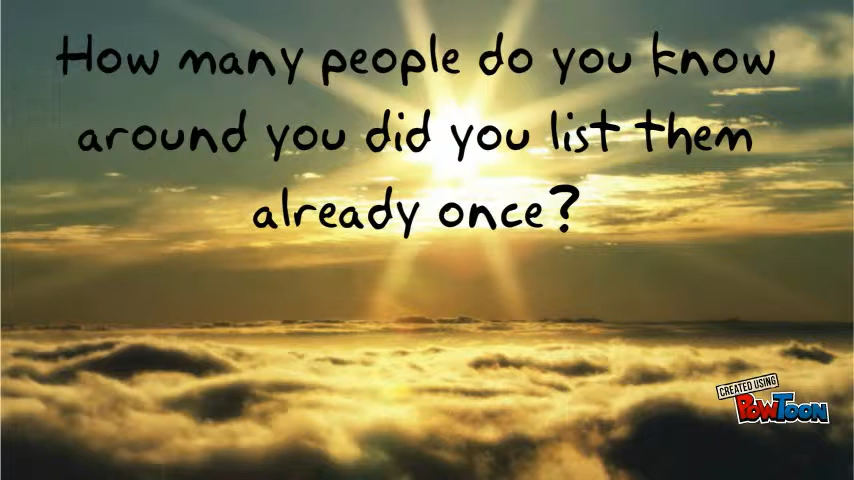 How many people do you know
around you did you list them
already once?
CREATED USING
POWTOON